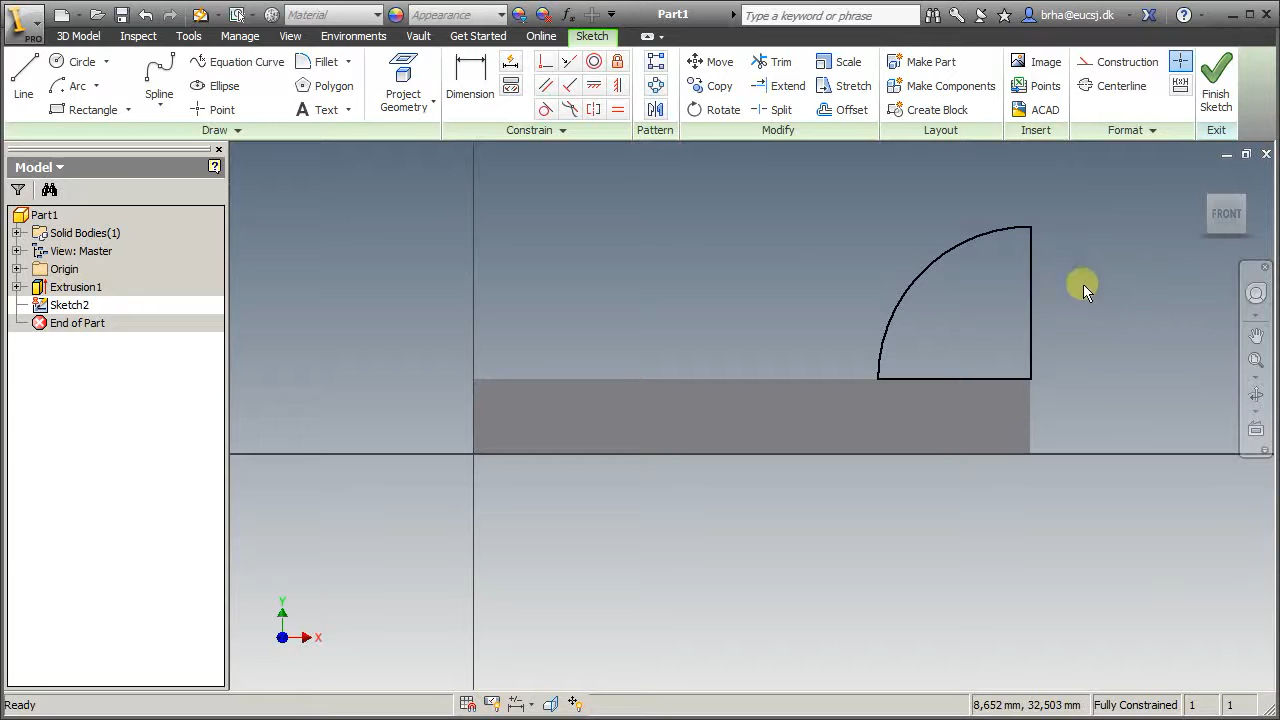 Material
Appearance
Part1
Type a keyword or phrase
brha@eucsj.dk
PRO
3D Model
Inspect
Tools
Manage
View
Environments
Vault
Get Started
Online
Sketch
Line
Circle
Arc
Rectangle
Spline
Equation Curve
Ellipse
Point
Fillet
Polygon
Text
Project
Geometry
Dimension
Move
Copy
Rotate
Trim
Extend
Split
Scale
Stretch
Offset
Make Part
Make Components
Create Block
Image
Points
ACAD
Construction
Centerline
Finish
Sketch
Draw
Constrain
Pattern
Modify
Layout
Insert
Format
Exit
Model
Part1
Solid Bodies(1)
View: Master
Origin
Extrusion1
Sketch2
End of Part
FRONT
Y
X
Ready
8,652 mm, 32,503 mm
Fully Constrained
1
1